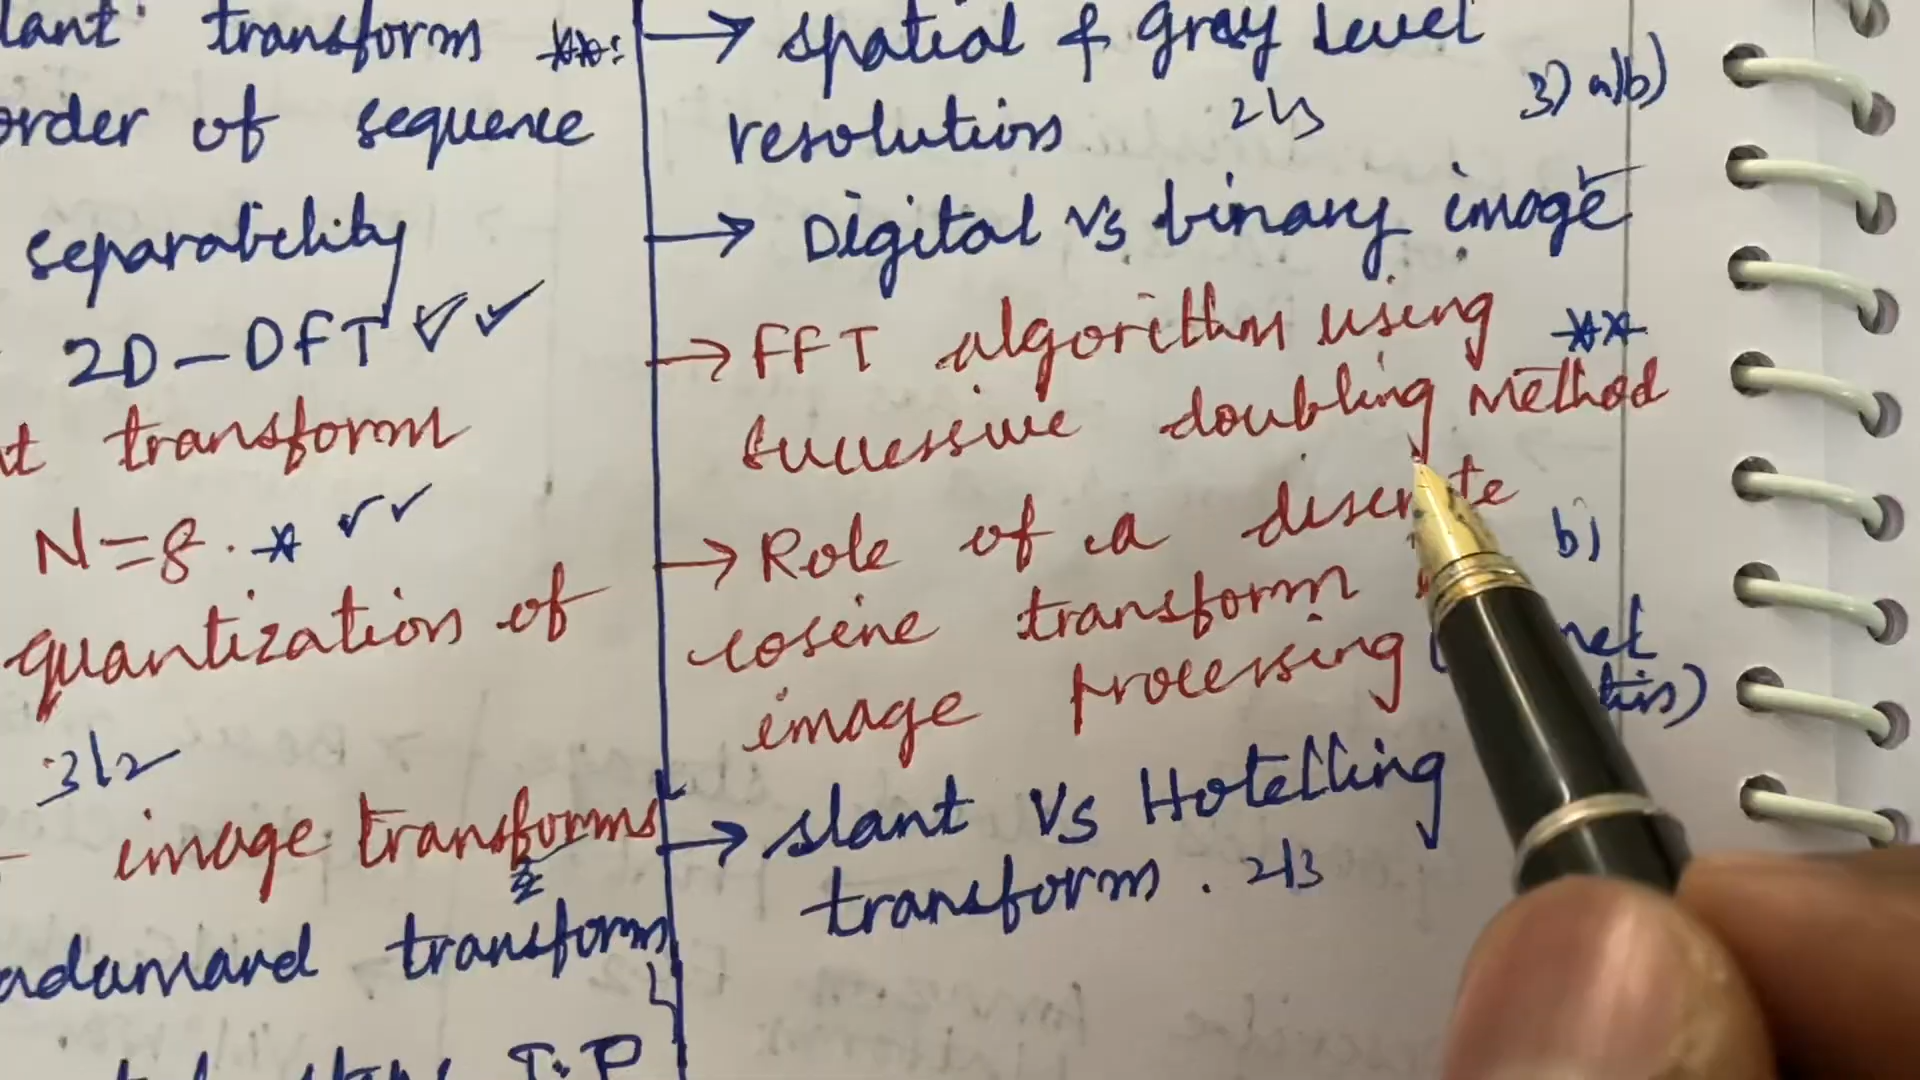 lant transform **:
order of sequence
separability
2D-DFT ✓✓
t transform
N=8. * ✓✓
quantization of
3/2
image transforms
adamard transform
I.P
→ spatial & gray level
resolution 2/3 3) a)b)
→ Digital Vs binary image
→ FFT algorithm using **
successive doubling method
→ Role of a discrete b)
cosine transform
image processing
→ slant Vs Hotelling
transform. 2/3